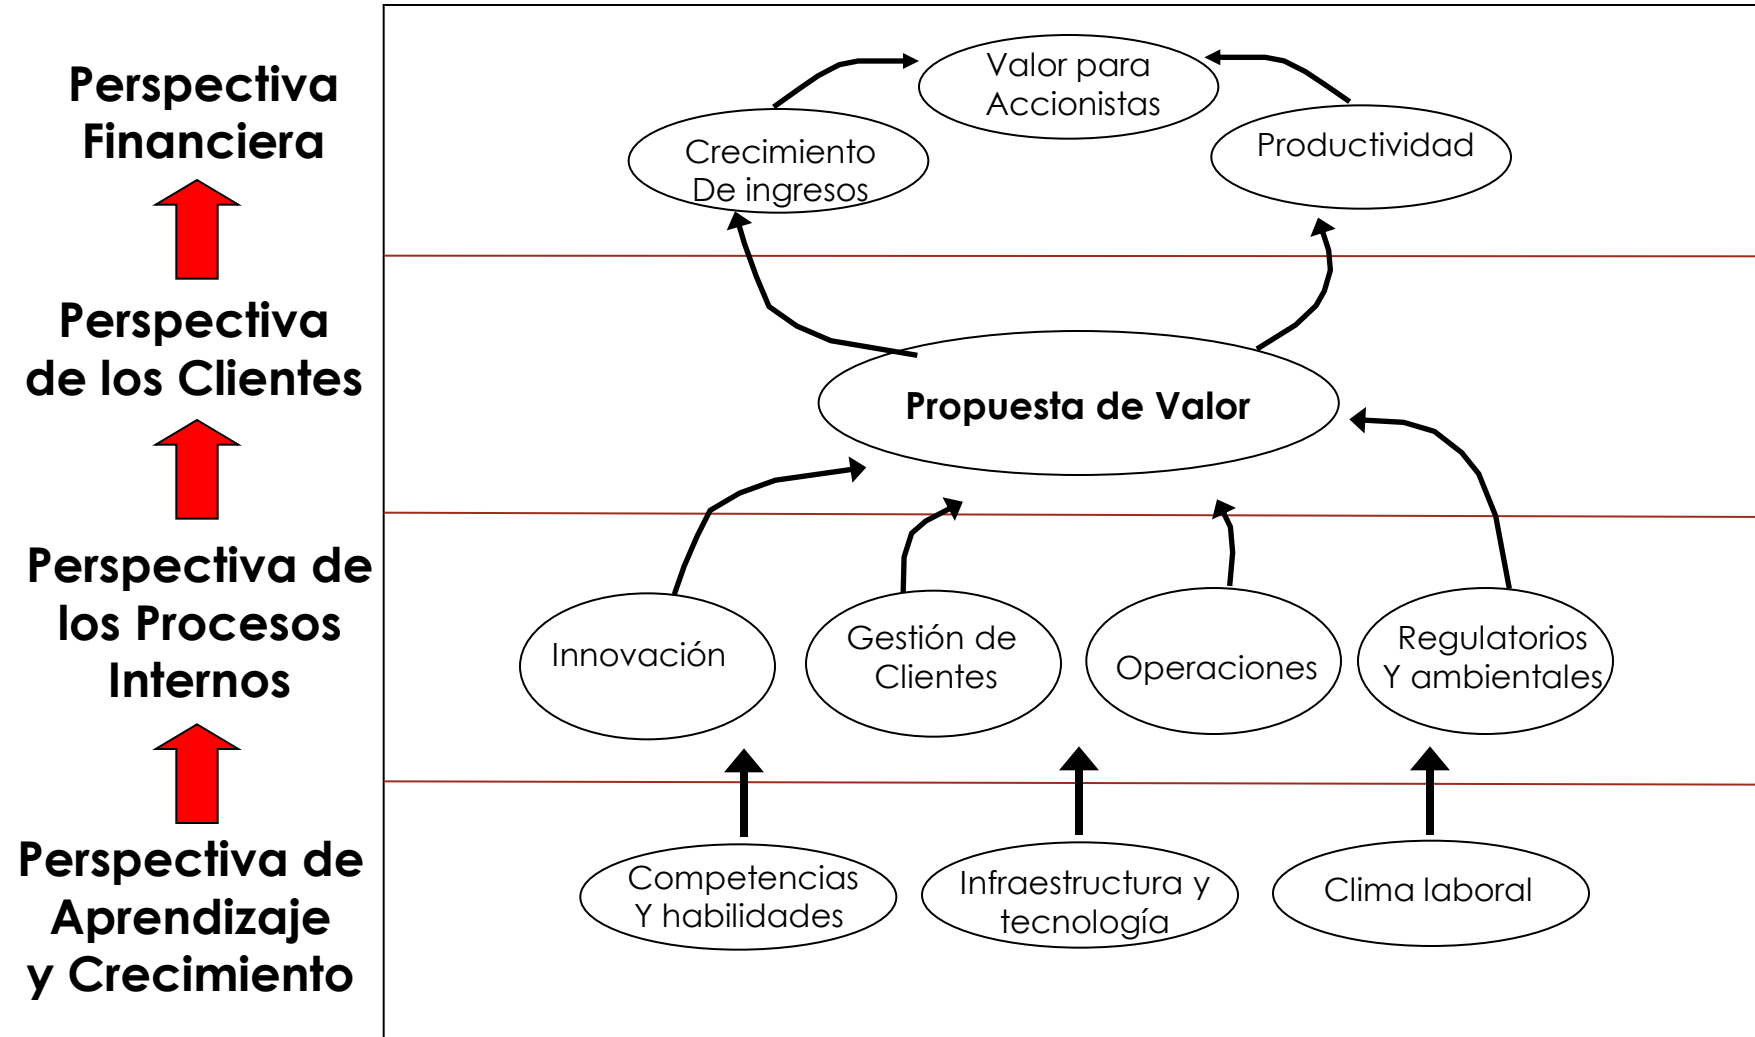 Perspectiva
Financiera
Valor para
Accionistas
Crecimiento
De ingresos
Productividad
Perspectiva
de los Clientes
Propuesta de Valor
Perspectiva de
los Procesos
Internos
Innovación
Gestión de
Clientes
Operaciones
Regulatorios
Y ambientales
Perspectiva de
Aprendizaje
y Crecimiento
Competencias
Y habilidades
Infraestructura y
tecnología
Clima laboral